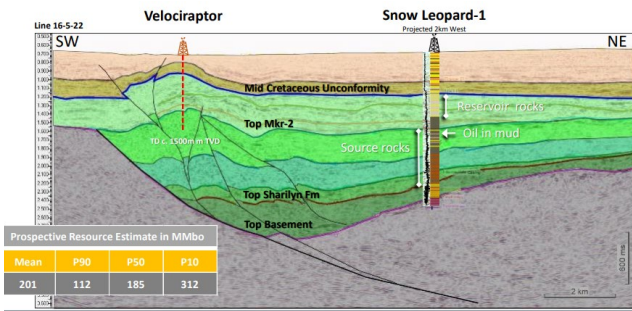 Velociraptor
Snow Leopard-1
Projected 2km West
Line 16-5-22
SW
NE
Mid Cretaceous Unconformity
Reservoir rocks
Top Mkr-2
Oil in mud
TD c. 1500m m TVD
Source rocks
Top Sharilyn Fm
Top Basement
Prospective Resource Estimate in MMbo
Mean P90 P50 P10
201 112 185 312
600 ms
2 km